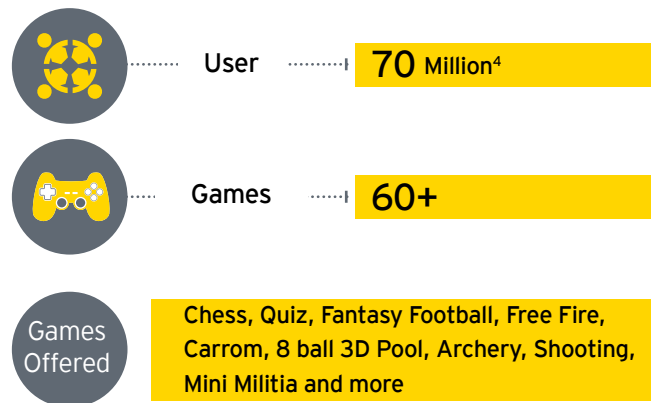 User 70 Million⁴
Games 60+
Games
Offered
Chess, Quiz, Fantasy Football, Free Fire,
Carrom, 8 ball 3D Pool, Archery, Shooting,
Mini Militia and more